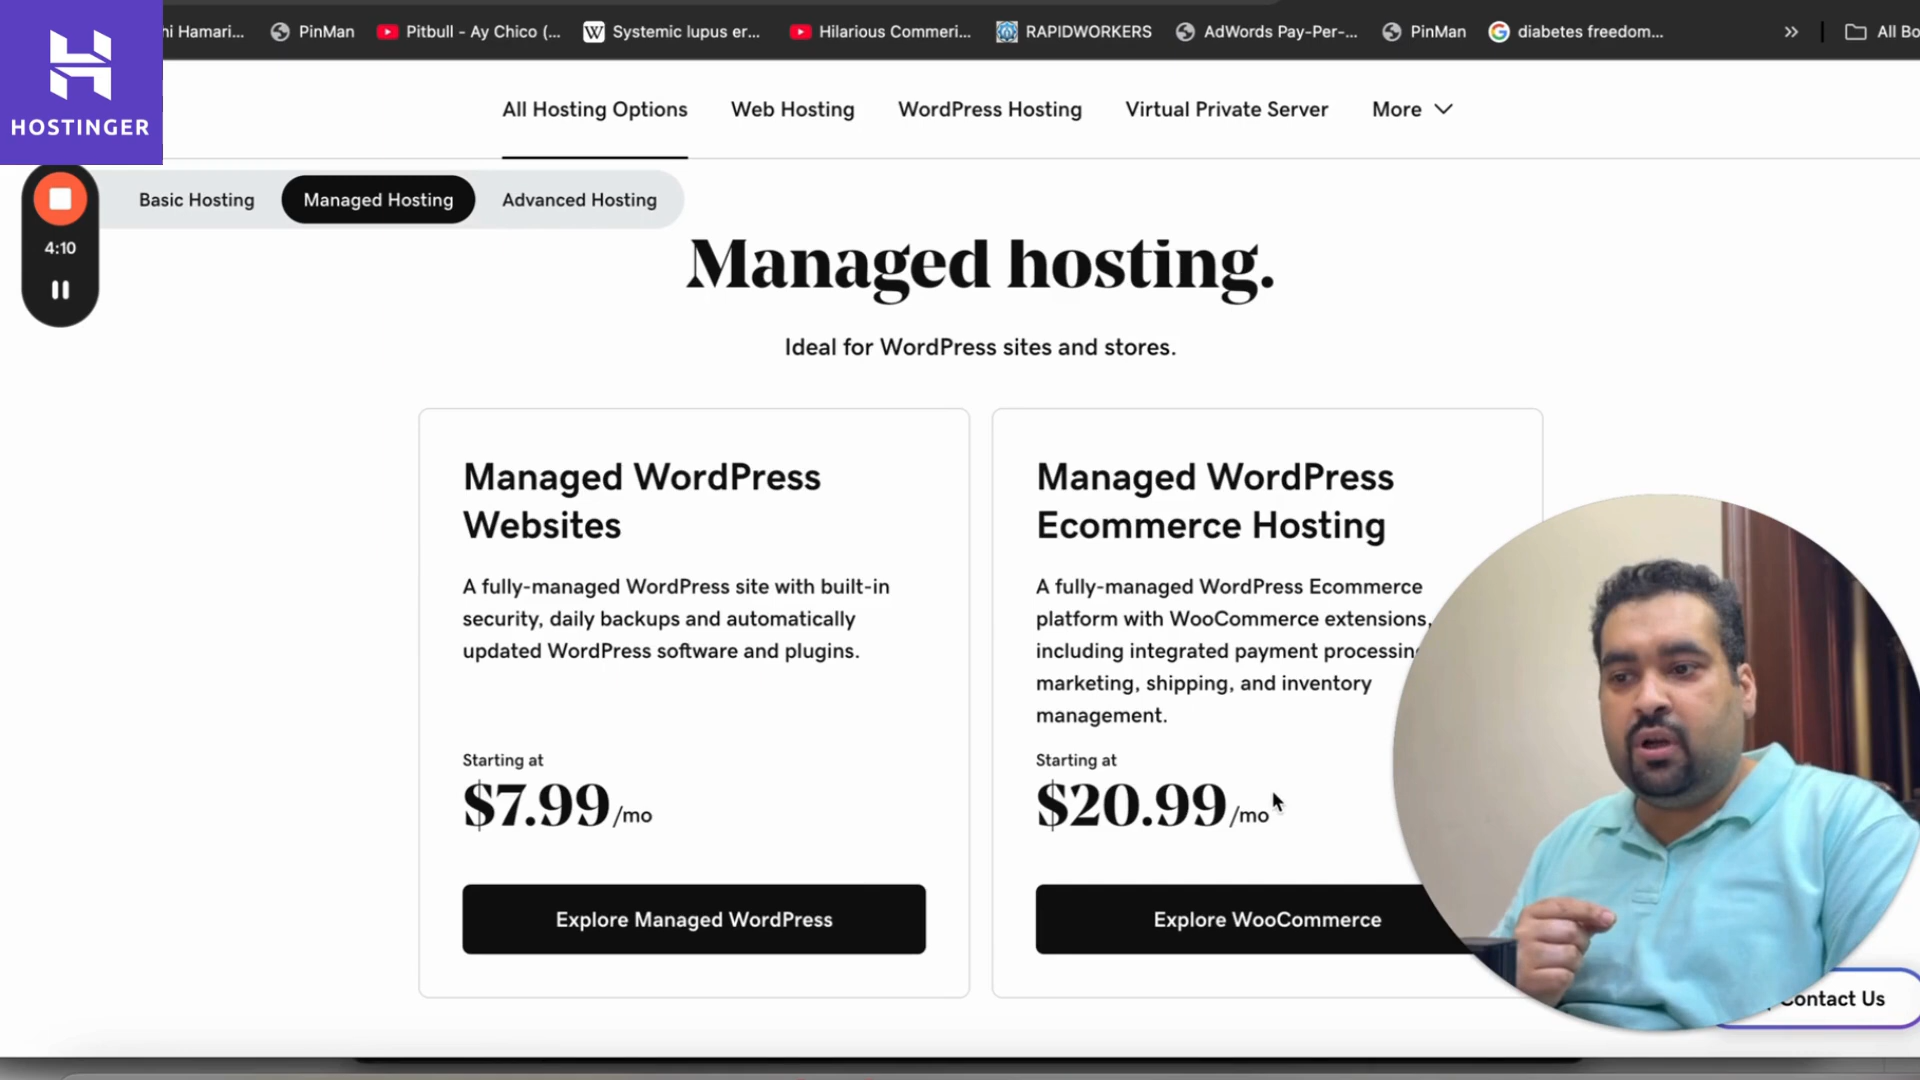 hi Hamari...
PinMan
Pitbull - Ay Chico (...
W
Systemic lupus er...
Hilarious Commeri...
RAPIDWORKERS
AdWords Pay-Per-...
PinMan
diabetes freedom...
All Bo
HOSTINGER
All Hosting Options
Web Hosting
WordPress Hosting
Virtual Private Server
More
4:10
Basic Hosting
Managed Hosting
Advanced Hosting
Managed hosting.
Ideal for WordPress sites and stores.
Managed WordPress
Websites
A fully-managed WordPress site with built-in
security, daily backups and automatically
updated WordPress software and plugins.
Starting at
$7.99/mo
Explore Managed WordPress
Managed WordPress
Ecommerce Hosting
A fully-managed WordPress Ecommerce
platform with WooCommerce extensions,
including integrated payment processin
marketing, shipping, and inventory
management.
Starting at
$20.99/mo
Explore WooCommerce
Contact Us